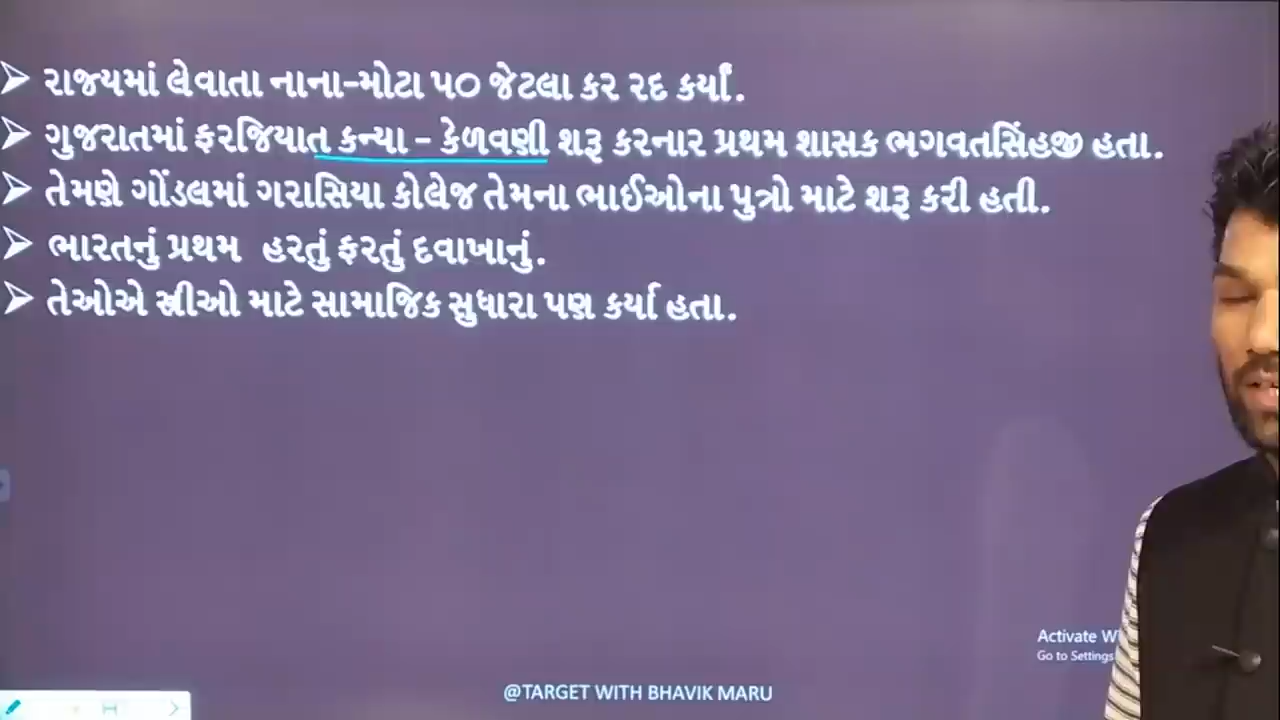 ➢ રાજ્યમાં લેવાતા નાના-મોટા ૫૦ જેટલા કર રદ કર્યાં.
➢ ગુજરાતમાં ફરજિયાત કન્યા - કેળવણી શરૂ કરનાર પ્રથમ શાસક ભગવતસિંહજી હતા.
➢ તેમણે ગોંડલમાં ગરાસિયા કોલેજ તેમના ભાઈઓના પુત્રો માટે શરૂ કરી હતી.
➢ ભારતનું પ્રથમ હરતું ફરતું દવાખાનું.
➢ તેઓએ સ્ત્રીઓ માટે સામાજિક સુધારા પણ કર્યા હતા.
Activate
Go to Settings
@TARGET WITH BHAVIK MARU